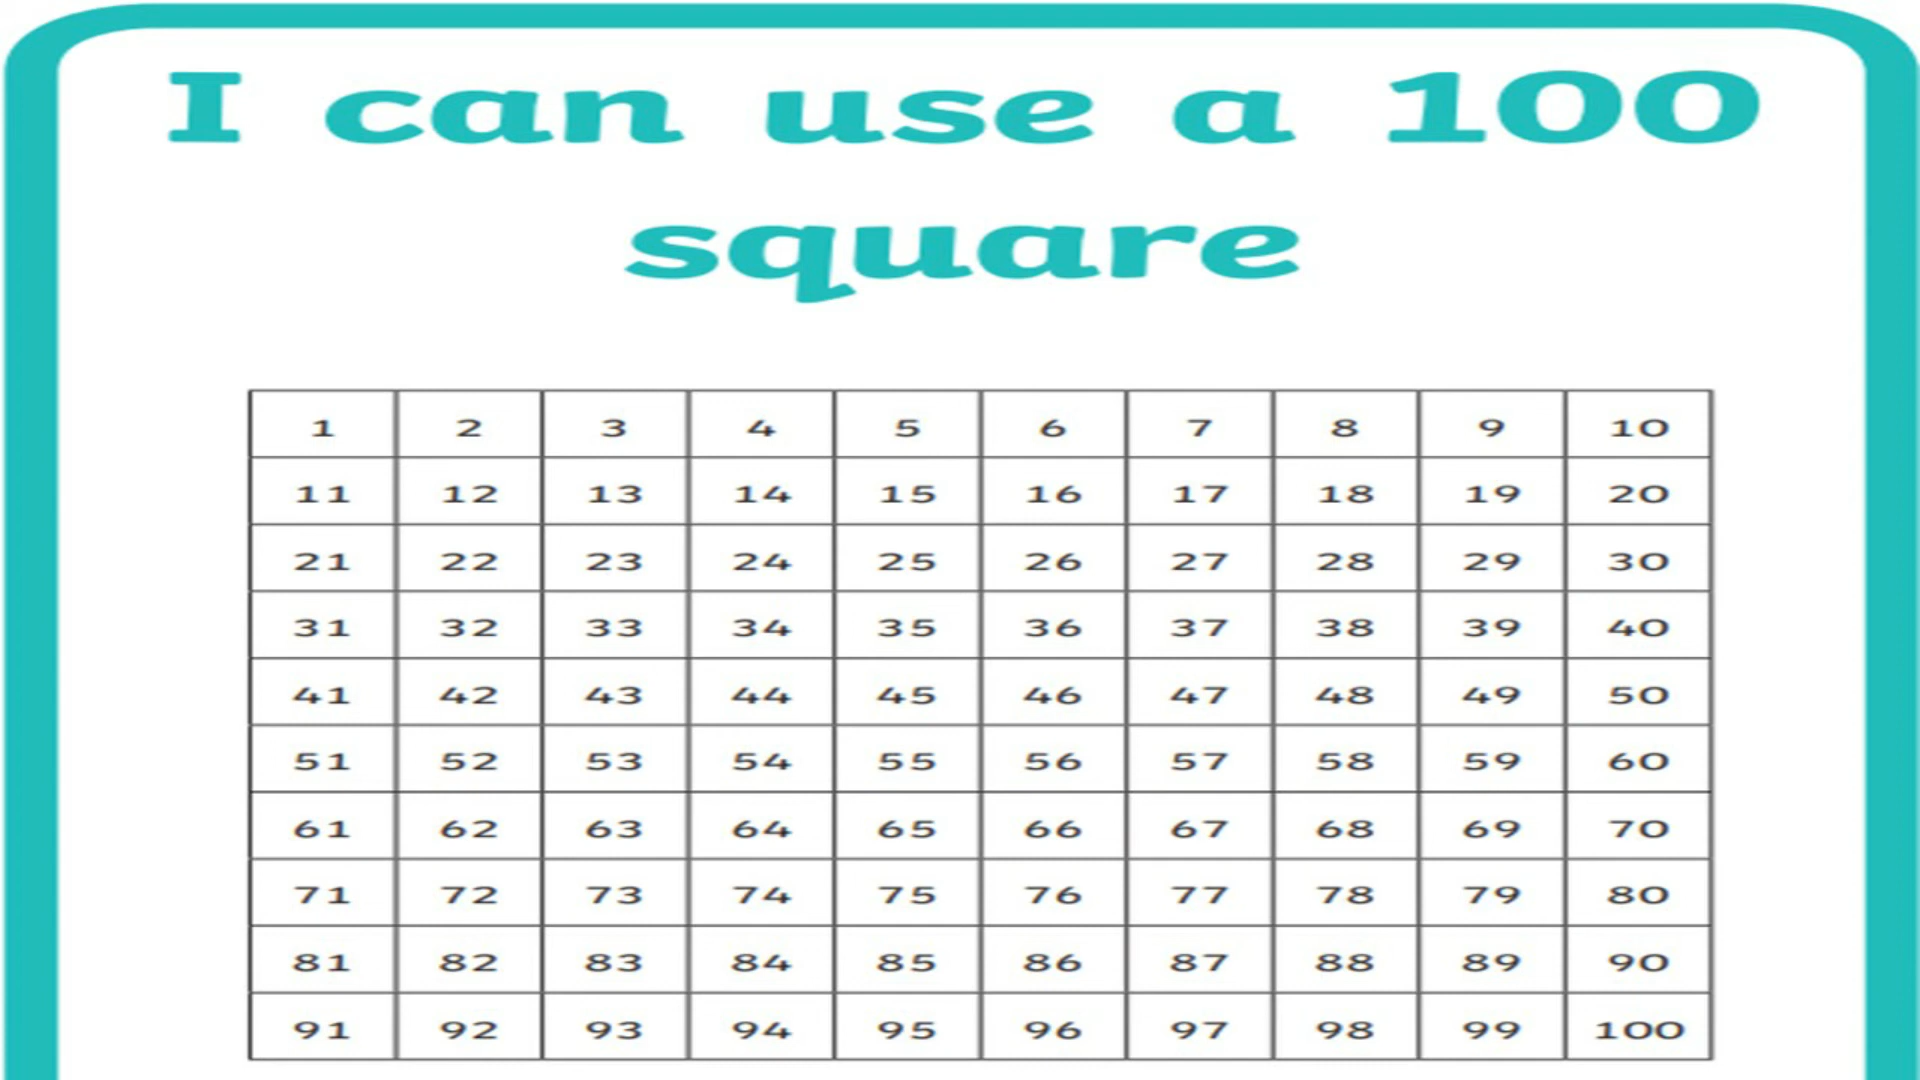 I can use a 100
square
1 2 3 4 5 6 7 8 9 10
11 12 13 14 15 16 17 18 19 20
21 22 23 24 25 26 27 28 29 30
31 32 33 34 35 36 37 38 39 40
41 42 43 44 45 46 47 48 49 50
51 52 53 54 55 56 57 58 59 60
61 62 63 64 65 66 67 68 69 70
71 72 73 74 75 76 77 78 79 80
81 82 83 84 85 86 87 88 89 90
91 92 93 94 95 96 97 98 99 100